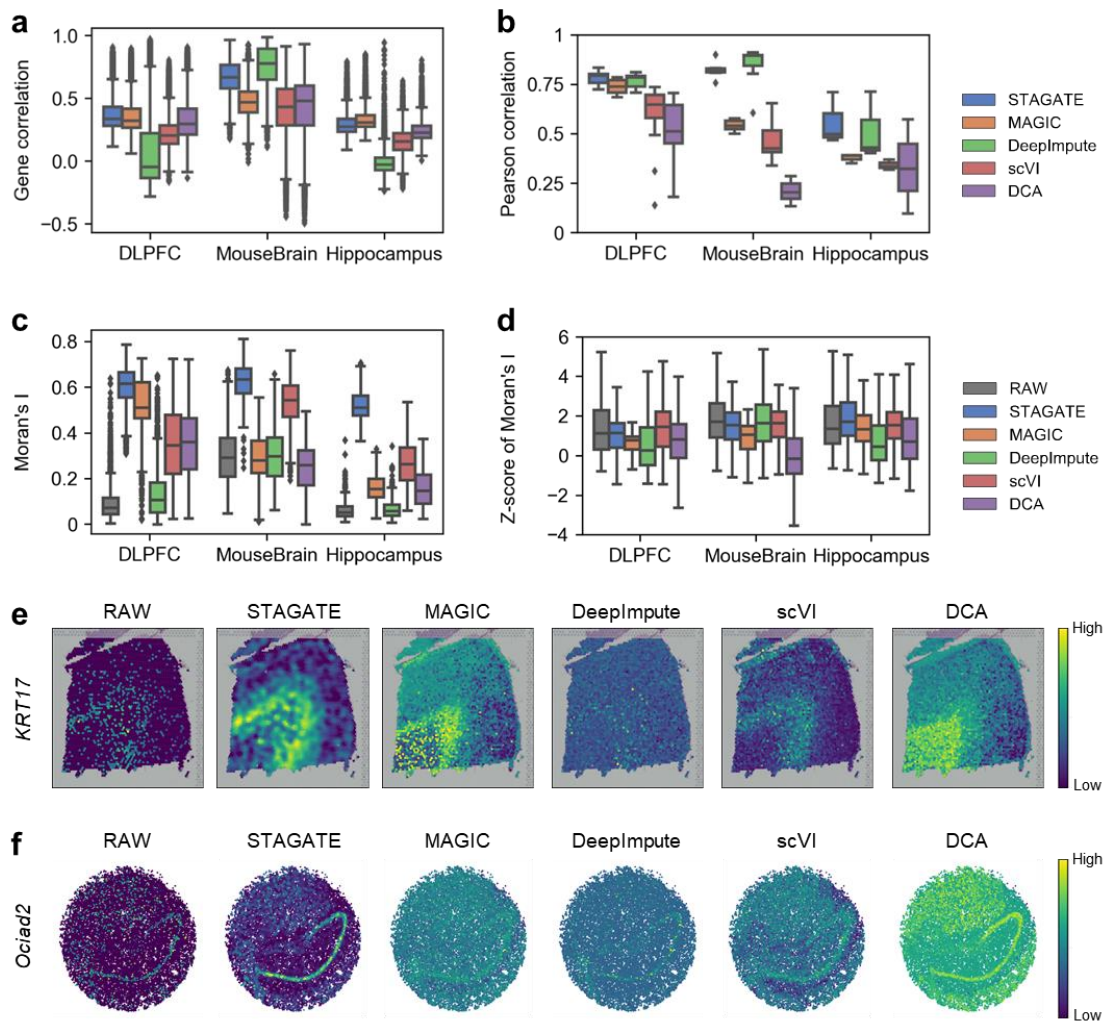 a
Gene correlation
1.0
0.5
0.0
−0.5
DLPFC MouseBrain Hippocampus
b
Pearson correlation
1
0.75
0.5
0.25
0
DLPFC MouseBrain Hippocampus
STAGATE
MAGIC
DeepImpute
scVI
DCA
c
Moran's I
0.8
0.6
0.4
0.2
0
DLPFC MouseBrain Hippocampus
d
Z-score of Moran's I
6
4
2
0
−2
−4
DLPFC MouseBrain Hippocampus
RAW
STAGATE
MAGIC
DeepImpute
scVI
DCA
e
RAW STAGATE MAGIC DeepImpute scVI DCA
KRT17
High
Low
f
RAW STAGATE MAGIC DeepImpute scVI DCA
Ociad2
High
Low